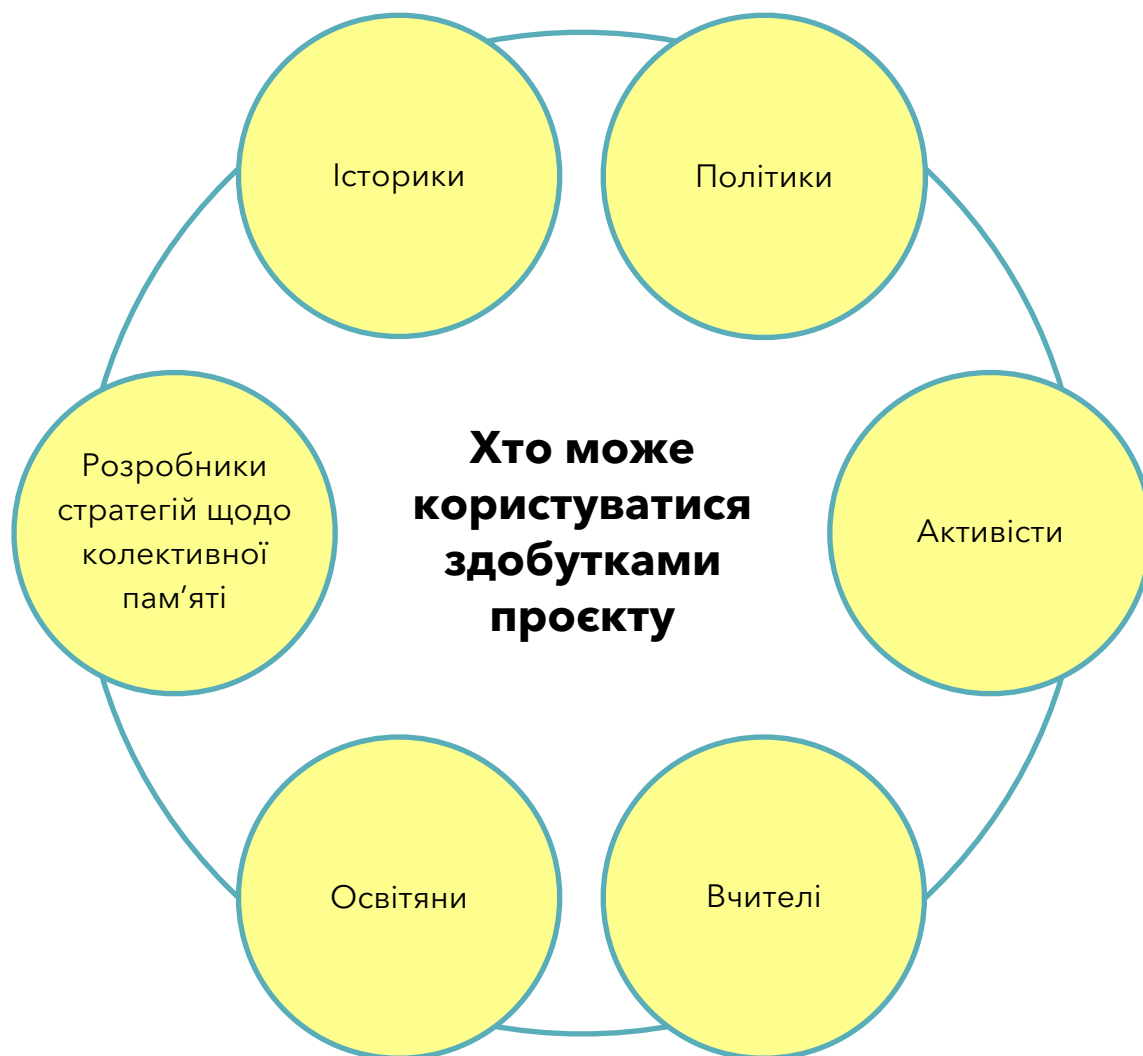 Історики
Політики
Розробники
стратегій щодо
колективної
пам’яті
Хто може
користуватися
здобутками
проєкту
Активісти
Освітяни
Вчителі